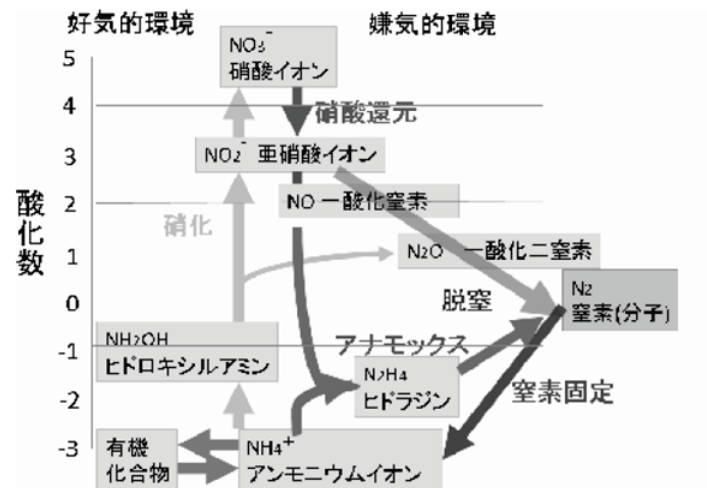 好気的環境
嫌気的環境
NO₃⁻
硝酸イオン
5
4
硝酸還元
3
NO₂⁻ 亜硝酸イオン
2
NO 一酸化窒素
酸化数
硝化
1
N₂O 一酸化二窒素
0
脱窒
N₂
窒素(分子)
-1
NH₂OH
ヒドロキシルアミン
アナモックス
-2
N₂H₄
ヒドラジン
窒素固定
-3
有機
化合物
NH₄⁺
アンモニウムイオン